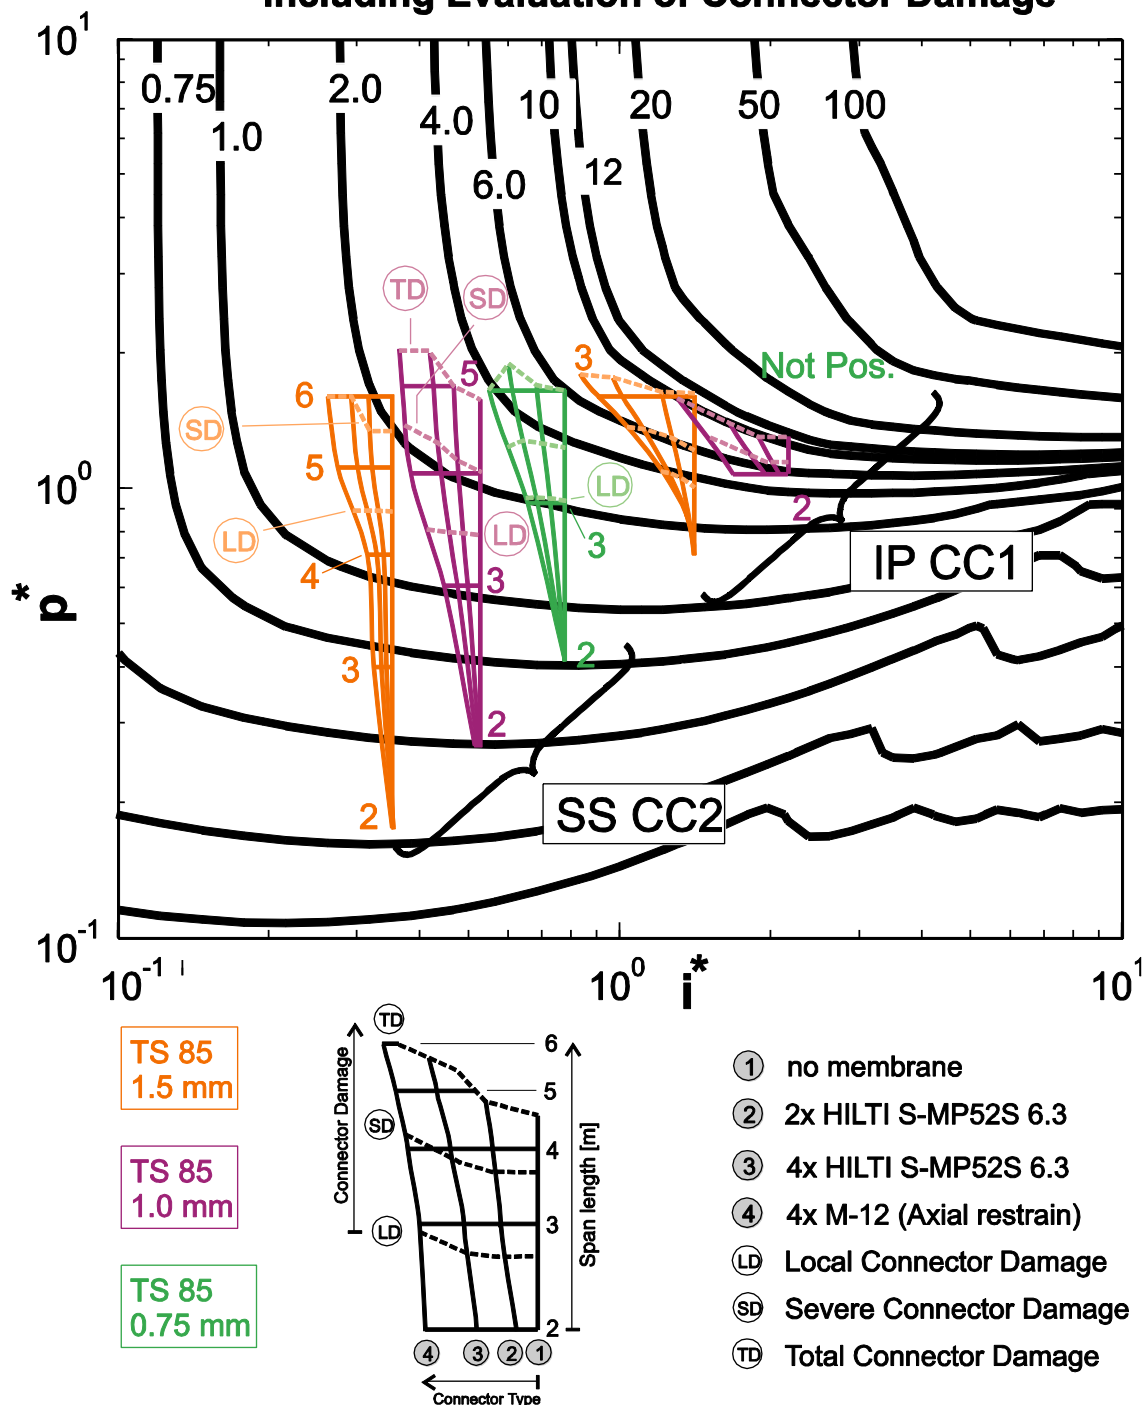 Including Evaluation of Connector Damage
10¹
0.75
1.0
2.0
4.0
6.0
10
12
20
50
100
TD
SD
5
3
Not Pos.
6
SD
5
10⁰
LD
2
LD
LD
3
IP CC1
4
3
p*
3
2
2
SS CC2
2
10⁻¹
10⁻¹
10⁰
i*
10¹
TS 85
1.5 mm
TS 85
1.0 mm
TS 85
0.75 mm
TD
6
5
SD
4
LD
3
2
Connector Damage
Span length [m]
4 3 2 1
Connector Type
1 no membrane
2 2x HILTI S-MP52S 6.3
3 4x HILTI S-MP52S 6.3
4 4x M-12 (Axial restrain)
LD Local Connector Damage
SD Severe Connector Damage
TD Total Connector Damage